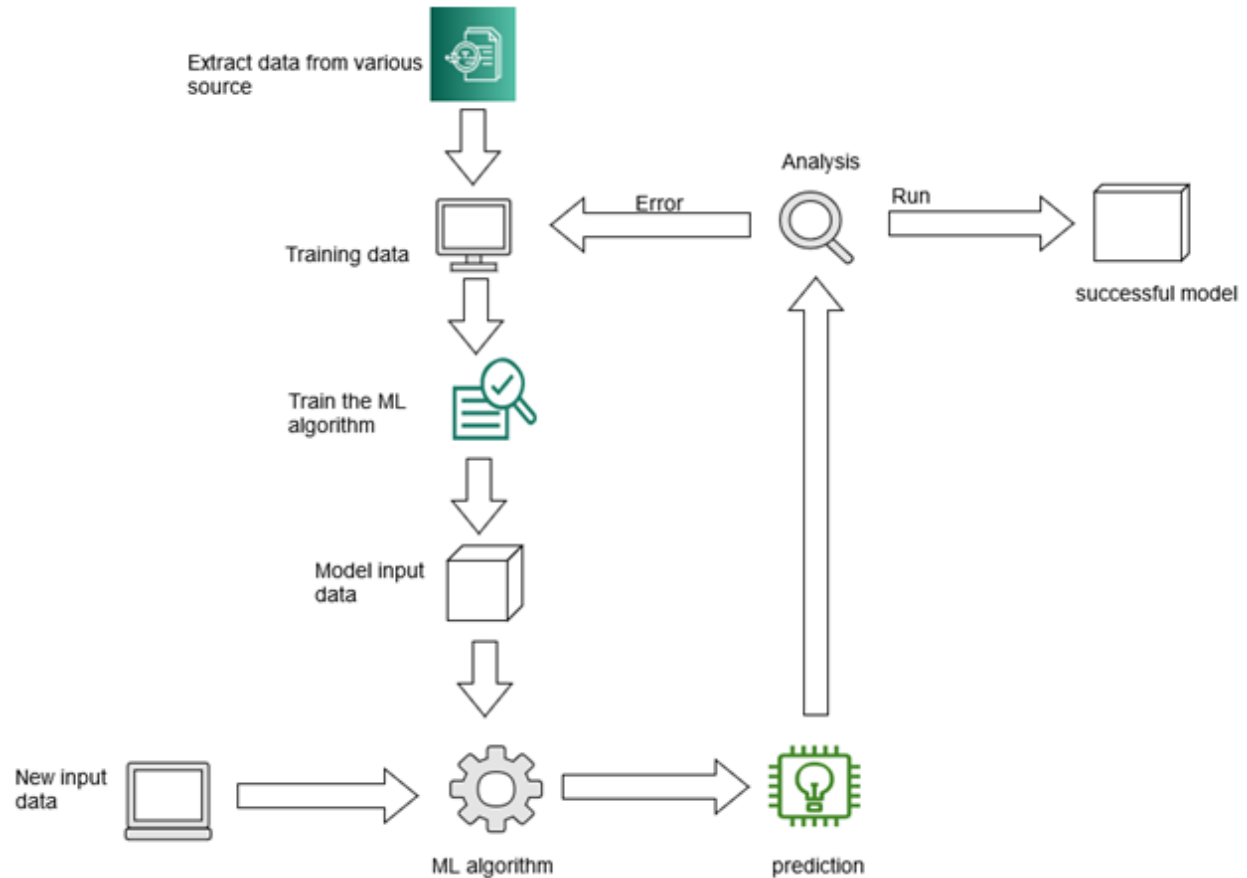 Extract data from various
source
Analysis
Error
Run
Training data
successful model
Train the ML
algorithm
Model input
data
New input
data
ML algorithm
prediction